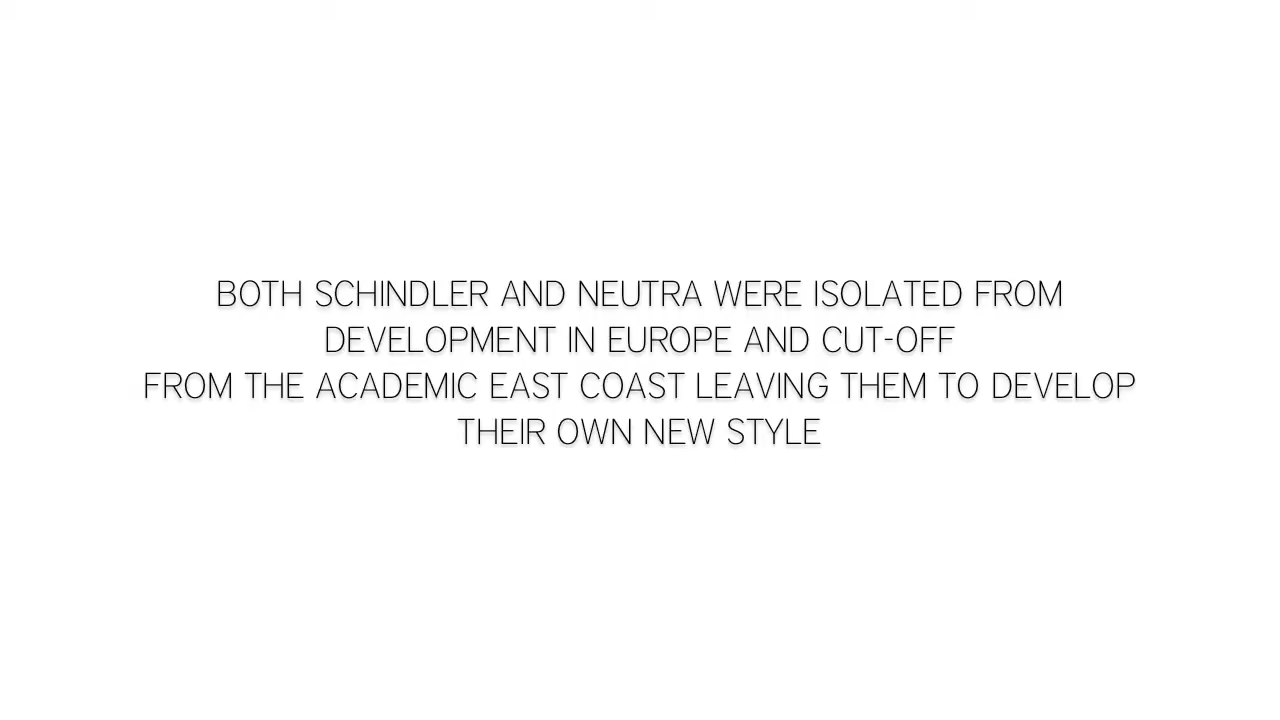 BOTH SCHINDLER AND NEUTRA WERE ISOLATED FROM
DEVELOPMENT IN EUROPE AND CUT-OFF
FROM THE ACADEMIC EAST COAST LEAVING THEM TO DEVELOP
THEIR OWN NEW STYLE